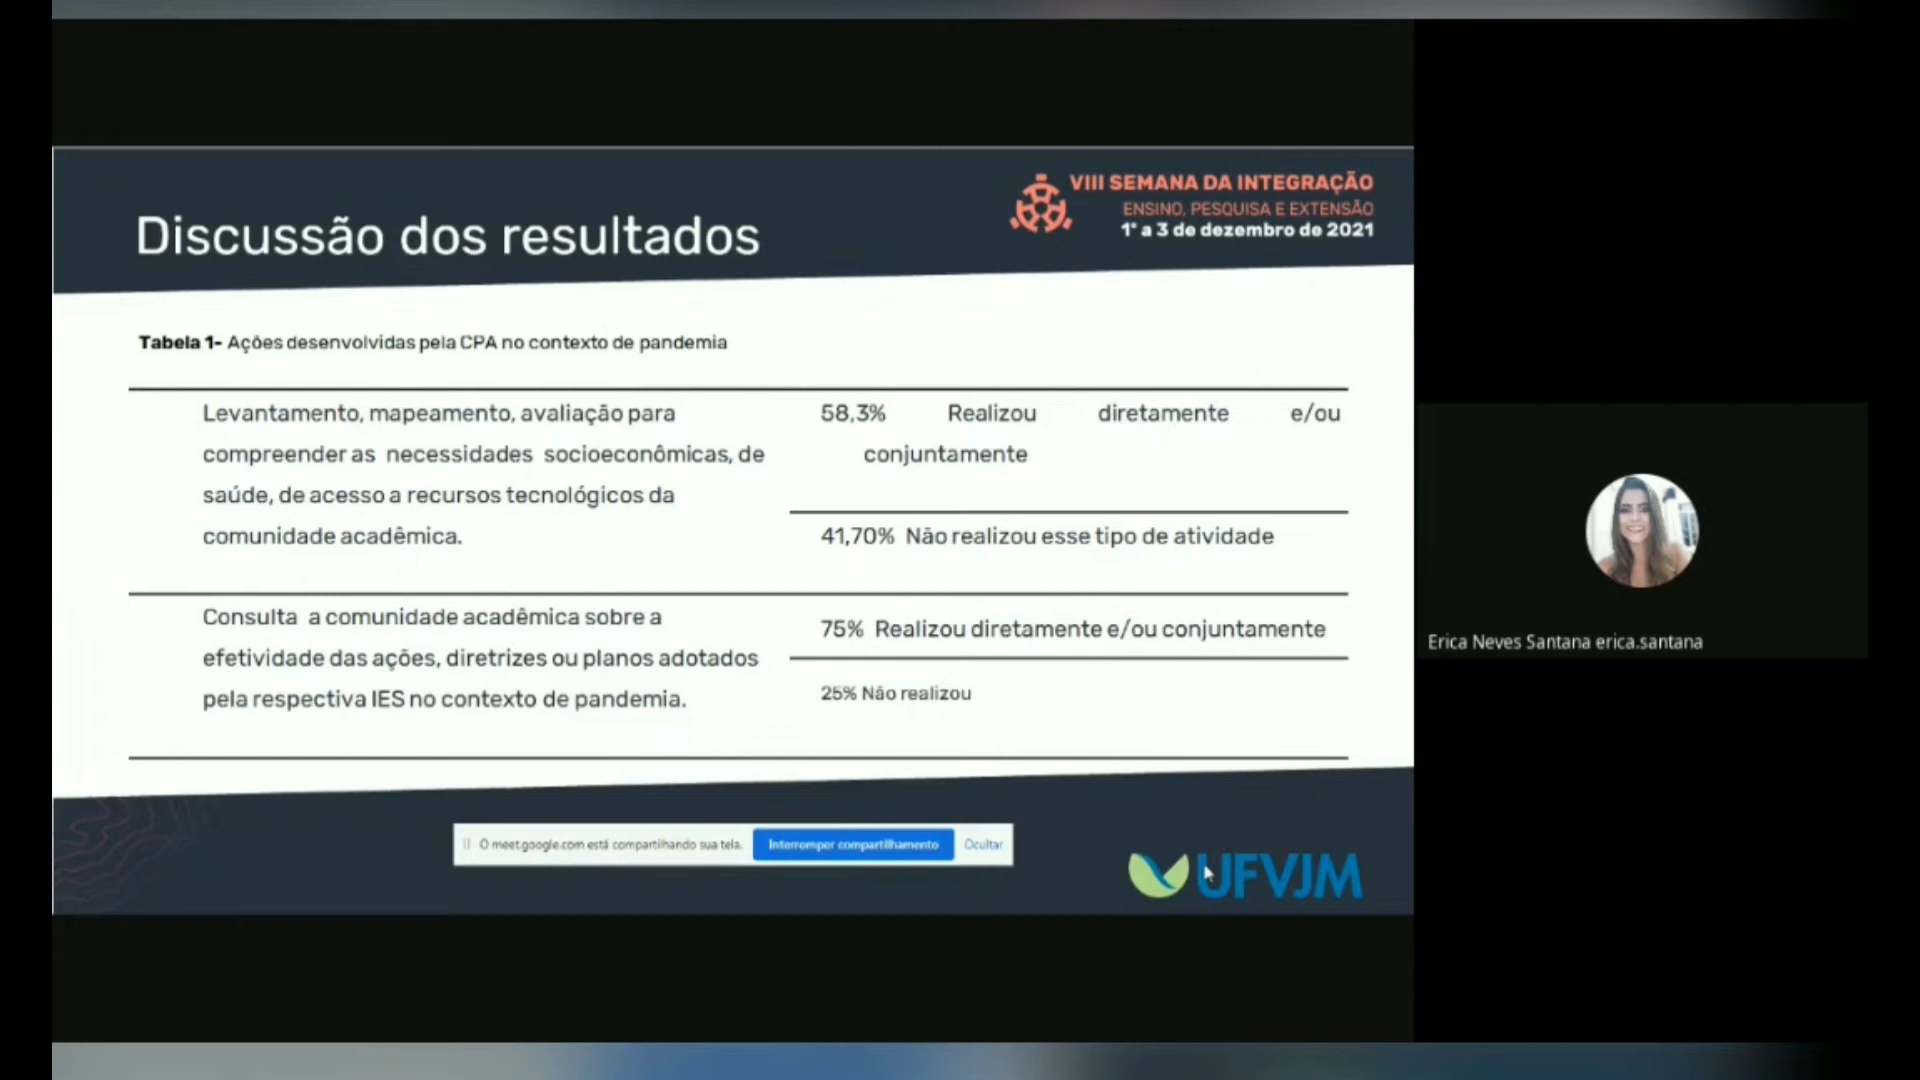 VIII SEMANA DA INTEGRAÇÃO
ENSINO, PESQUISA E EXTENSÃO
1° a 3 de dezembro de 2021
Discussão dos resultados
Tabela 1- Ações desenvolvidas pela CPA no contexto de pandemia
Levantamento, mapeamento, avaliação para
compreender as necessidades socioeconômicas, de
saúde, de acesso a recursos tecnológicos da
comunidade acadêmica.
58,3% Realizou diretamente e/ou
conjuntamente
41,70% Não realizou esse tipo de atividade
Consulta a comunidade acadêmica sobre a
efetividade das ações, diretrizes ou planos adotados
pela respectiva IES no contexto de pandemia.
75% Realizou diretamente e/ou conjuntamente
25% Não realizou
O meet.google.com está compartilhando sua tela. Interromper compartilhamento Ocultar
UFVJM
Erica Neves Santana erica.santana